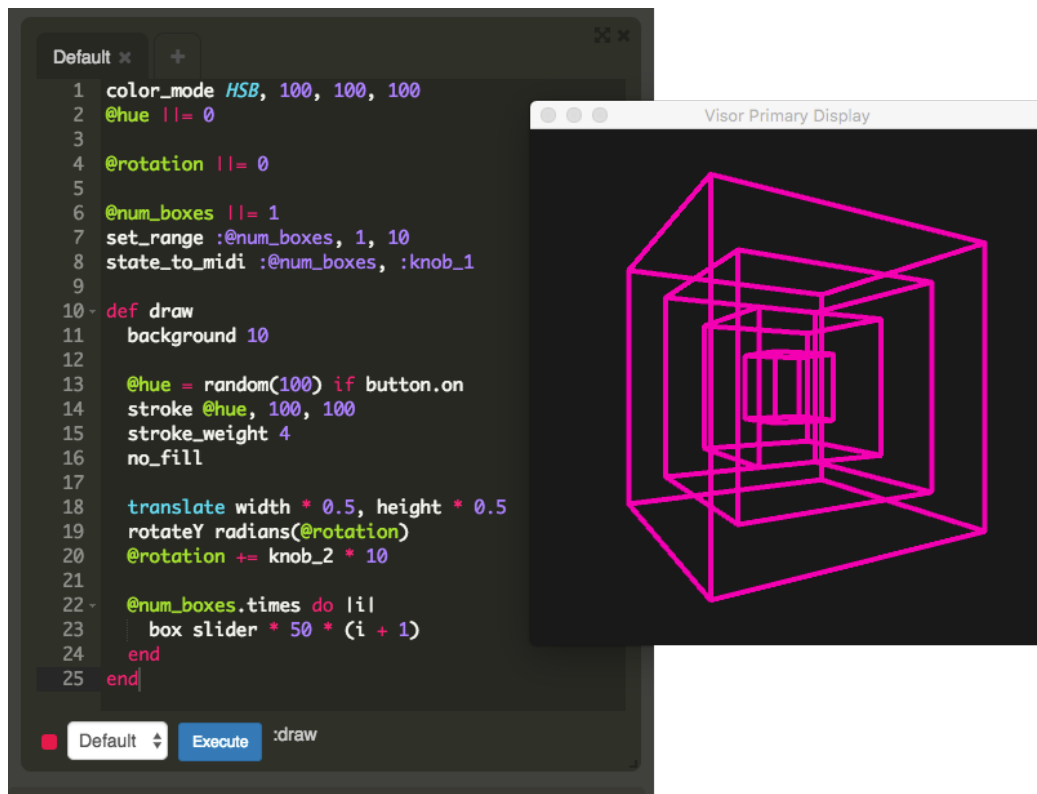 Default × +
1 color_mode HSB, 100, 100, 100
2 @hue ||= 0
3
4 @rotation ||= 0
5
6 @num_boxes ||= 1
7 set_range :@num_boxes, 1, 10
8 state_to_midi :@num_boxes, :knob_1
9
10 def draw
11   background 10
12
13   @hue = random(100) if button.on
14   stroke @hue, 100, 100
15   stroke_weight 4
16   no_fill
17
18   translate width * 0.5, height * 0.5
19   rotateY radians(@rotation)
20   @rotation += knob_2 * 10
21
22   @num_boxes.times do |i|
23     box slider * 50 * (i + 1)
24   end
25 end
Default Execute :draw
Visor Primary Display